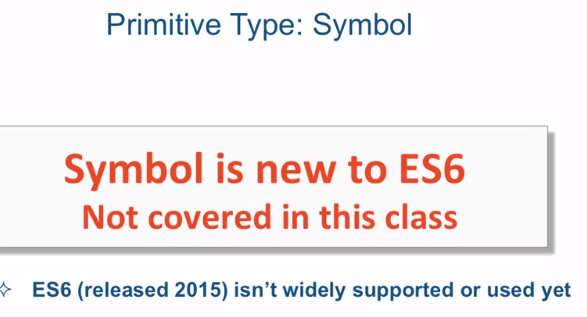 Primitive Type: Symbol
Symbol is new to ES6
Not covered in this class
ES6 (released 2015) isn't widely supported or used yet